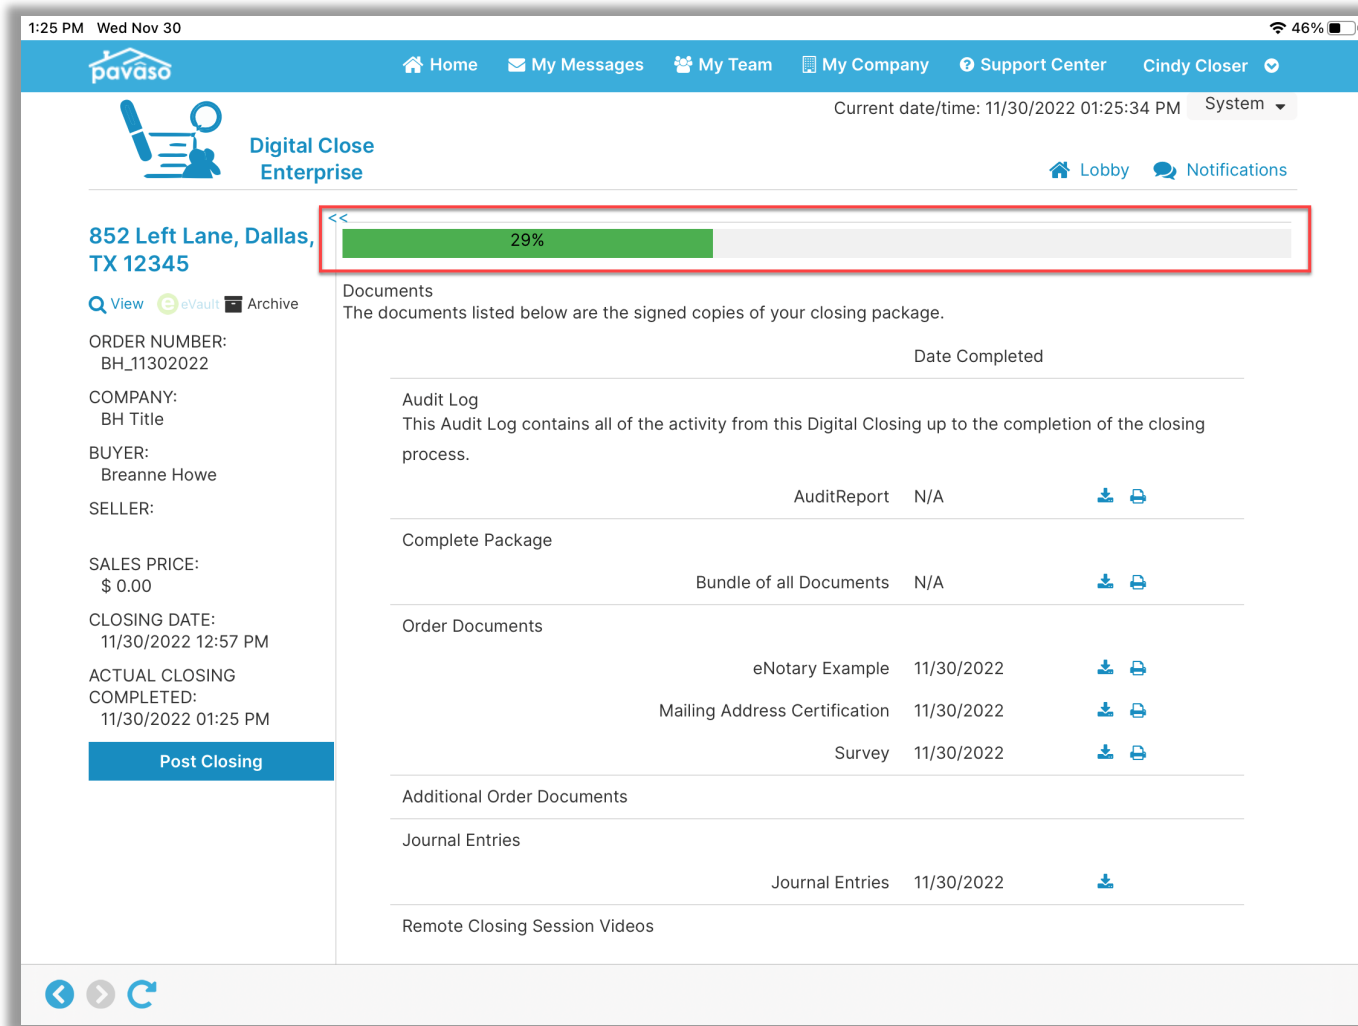 1:25 PM Wed Nov 30
46%
pavaso
Home My Messages My Team My Company Support Center Cindy Closer
Current date/time: 11/30/2022 01:25:34 PM System
Digital Close
Enterprise
Lobby Notifications
<<
852 Left Lane, Dallas,
TX 12345
29%
View e eVault Archive
Documents
The documents listed below are the signed copies of your closing package.
ORDER NUMBER:
BH_11302022
COMPANY:
BH Title
BUYER:
Breanne Howe
SELLER:
SALES PRICE:
$ 0.00
CLOSING DATE:
11/30/2022 12:57 PM
ACTUAL CLOSING
COMPLETED:
11/30/2022 01:25 PM
Post Closing
Date Completed
Audit Log
This Audit Log contains all of the activity from this Digital Closing up to the completion of the closing
process.
AuditReport N/A
Complete Package
Bundle of all Documents N/A
Order Documents
eNotary Example 11/30/2022
Mailing Address Certification 11/30/2022
Survey 11/30/2022
Additional Order Documents
Journal Entries
Journal Entries 11/30/2022
Remote Closing Session Videos